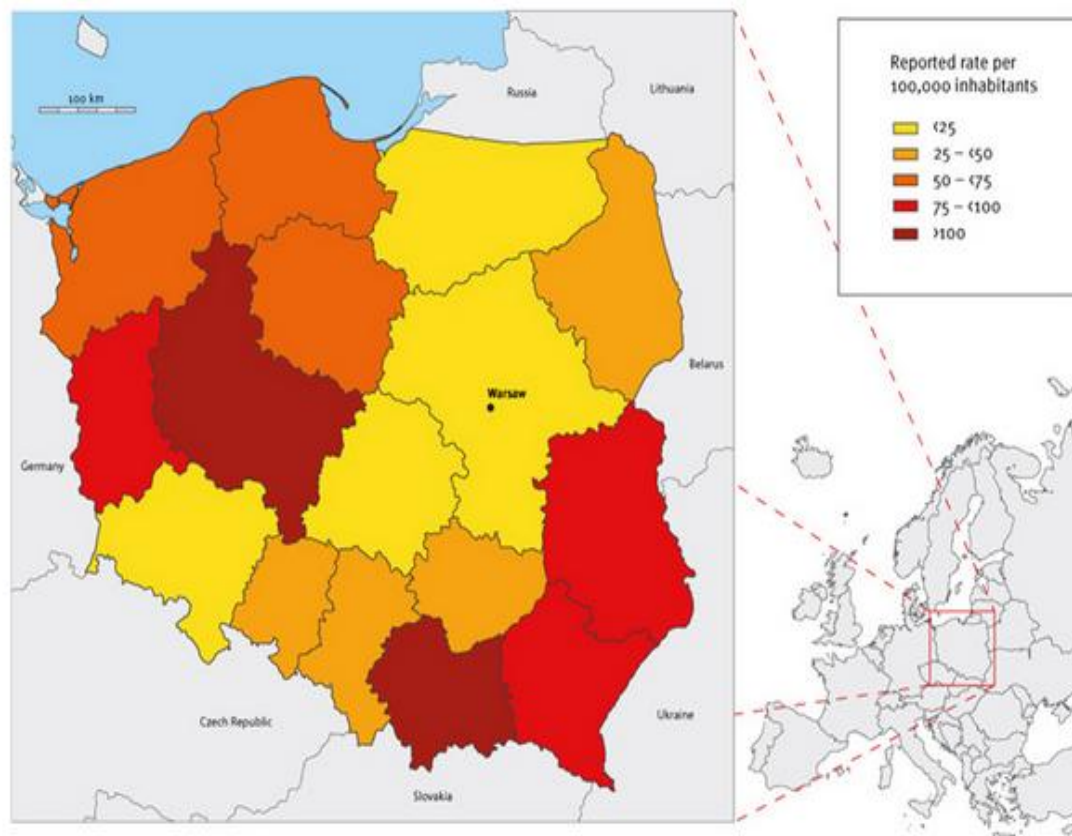 100 km
Russia
Lithuania
Reported rate per
100,000 inhabitants
<25
25 – <50
50 – <75
75 – <100
>100
Belarus
Warsaw
Germany
Czech Republic
Ukraine
Slovakia